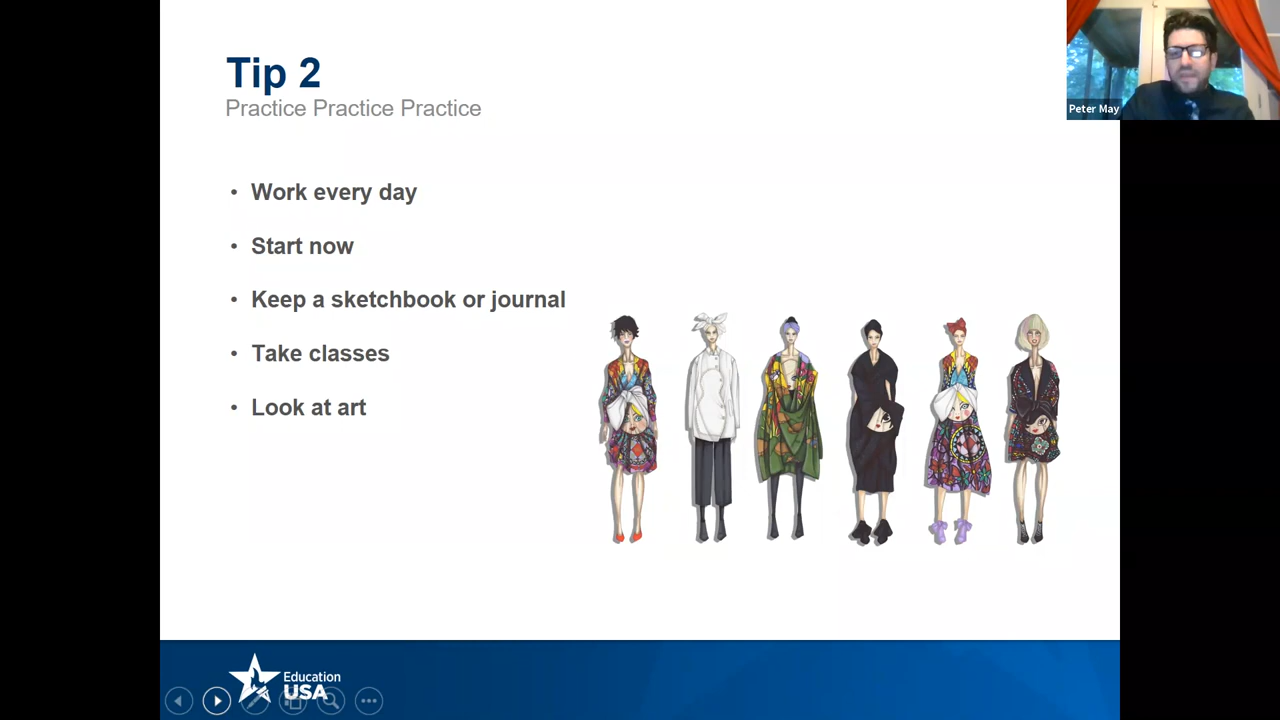 Tip 2
Practice Practice Practice
• Work every day
• Start now
• Keep a sketchbook or journal
• Take classes
• Look at art
Peter May
Education
USA